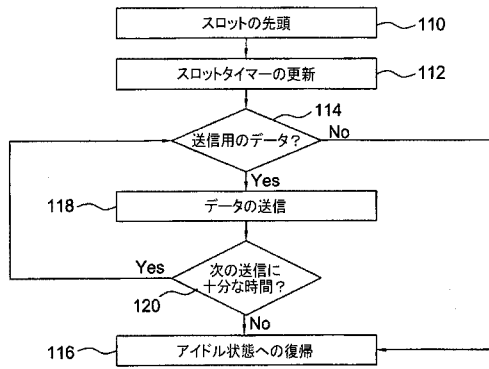 スロットの先頭
110
スロットタイマーの更新
112
114
送信用のデータ?
No
Yes
118
データの送信
Yes
次の送信に
十分な時間?
120
No
116
アイドル状態への復帰